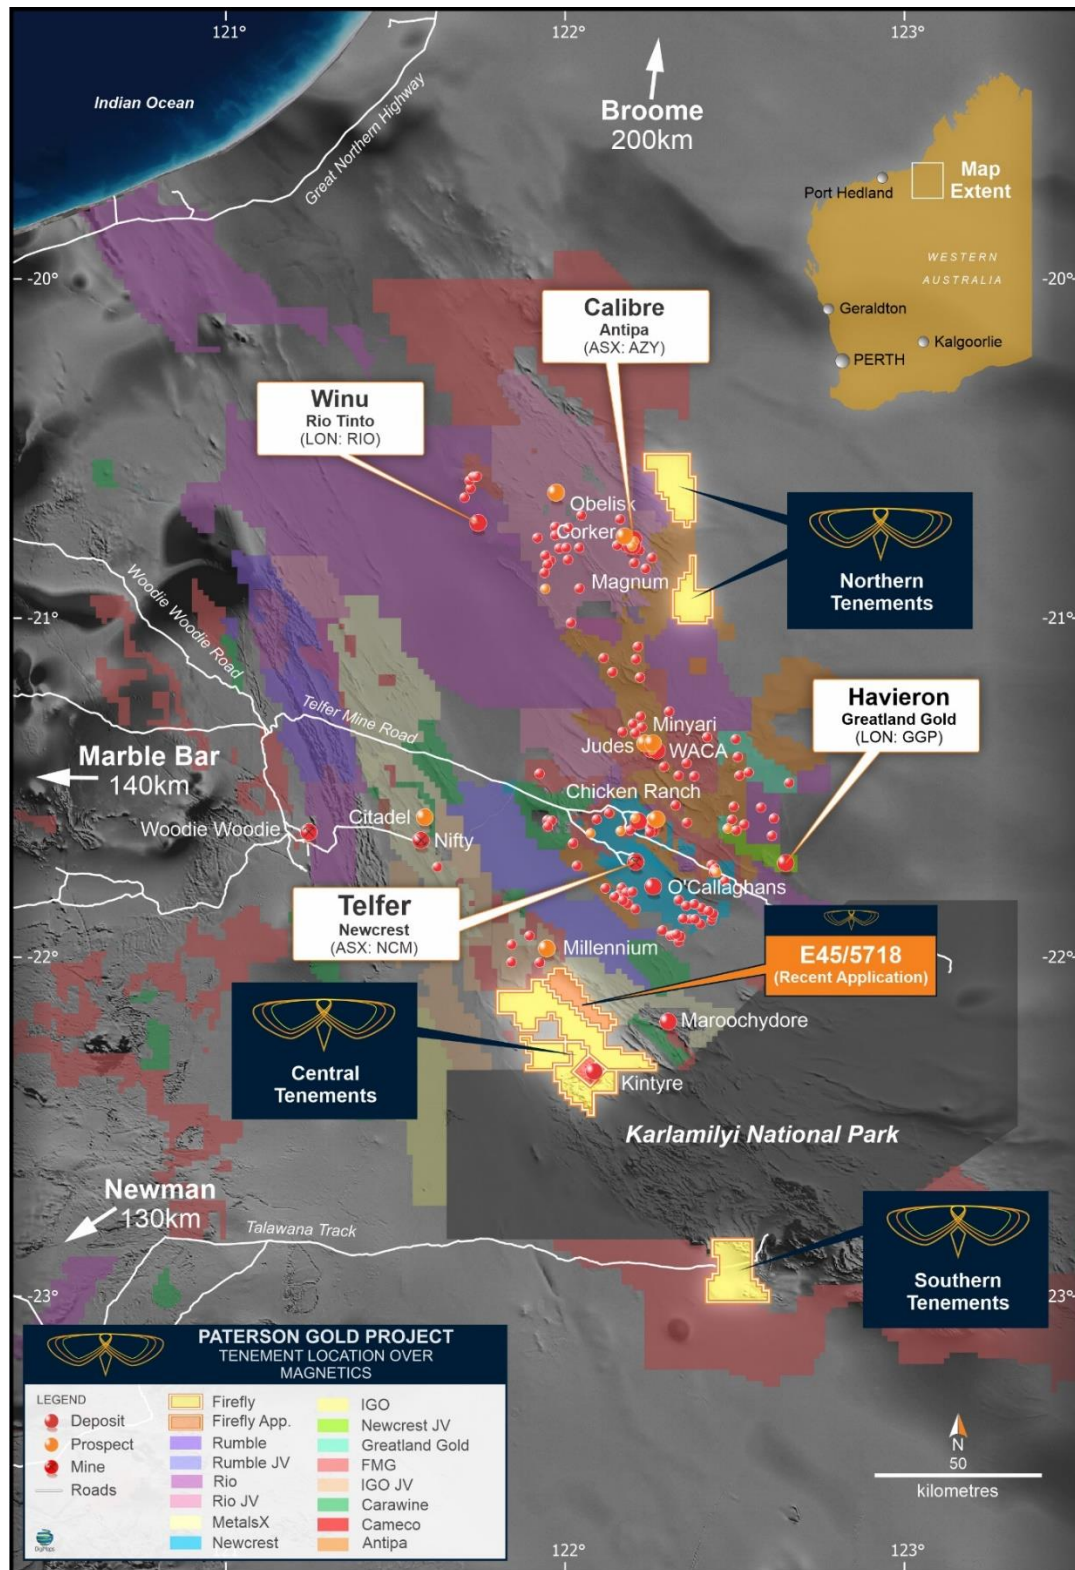 121°
122°
123°
Indian Ocean
Great Northern Highway
Broome
200km
Port Hedland
Map
Extent
WESTERN
AUSTRALIA
Geraldton
Kalgoorlie
PERTH
-20°
-20°
Calibre
Antipa
(ASX: AZY)
Winu
Rio Tinto
(LON: RIO)
Obelisk
Corker
Magnum
Northern
Tenements
Woodie Woodie Road
-21°
-21°
Telfer Mine Road
Havieron
Greatland Gold
(LON: GGP)
Minyari
Judes
WACA
Marble Bar
140km
Chicken Ranch
Citadel
Woodie Woodie
Nifty
Telfer
Newcrest
(ASX: NCM)
O'Callaghans
E45/5718
(Recent Application)
Millennium
-22°
-22°
Central
Tenements
Maroochydore
Kintyre
Karlamilyi National Park
Newman
130km
Talawana Track
Southern
Tenements
-23°
-23°
PATERSON GOLD PROJECT
TENEMENT LOCATION OVER
MAGNETICS
LEGEND
Deposit
Prospect
Mine
Roads
Firefly
Firefly App.
Rumble
Rumble JV
Rio
Rio JV
MetalsX
Newcrest
IGO
Newcrest JV
Greatland Gold
FMG
IGO JV
Carawine
Cameco
Antipa
DigMaps
N
50
kilometres
121°
122°
123°